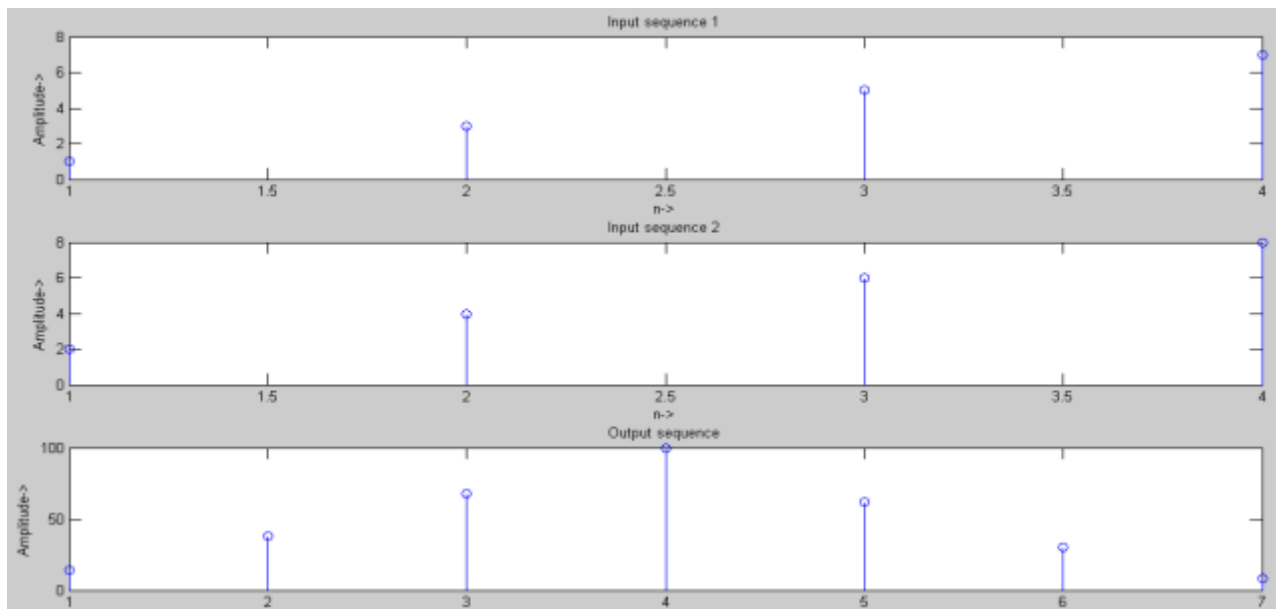 Input sequence 1
8
6
4
2
0
Amplitude->
1 1.5 2 2.5 3 3.5 4
n->
Input sequence 2
8
6
4
2
0
Amplitude->
1 1.5 2 2.5 3 3.5 4
n->
Output sequence
100
50
0
Amplitude->
1 2 3 4 5 6 7